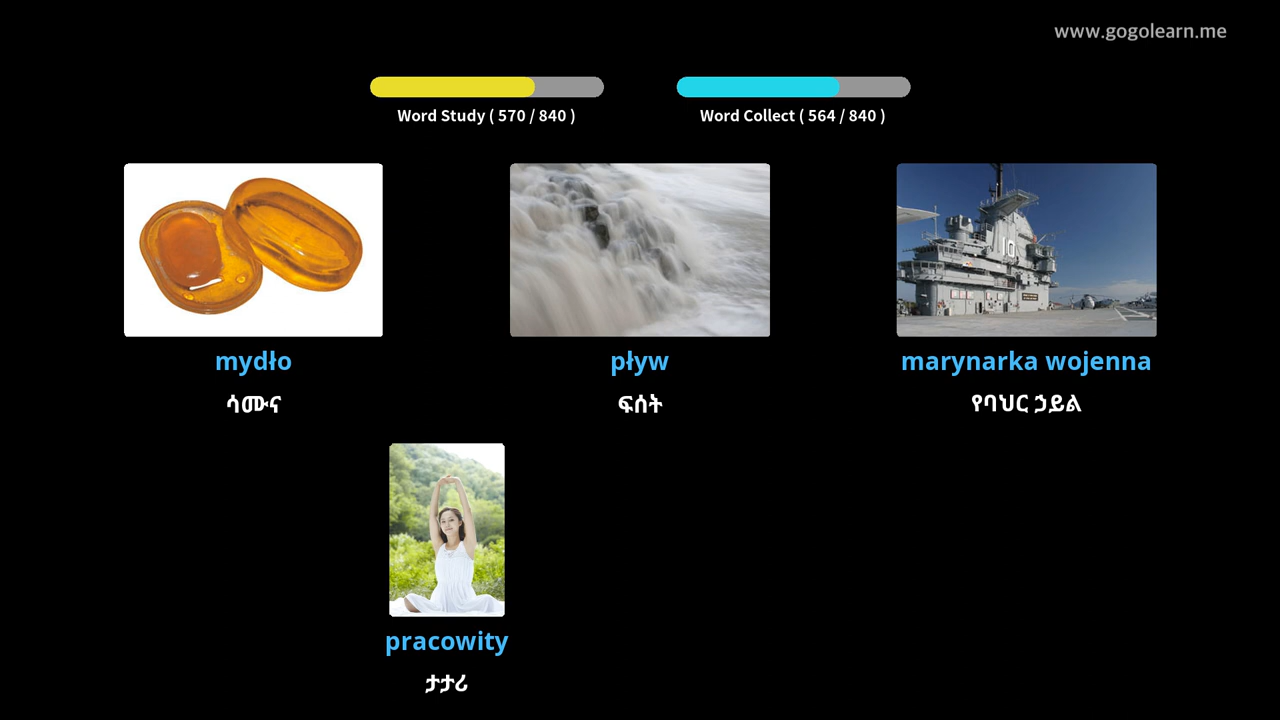 www.gogolearn.me
Word Study ( 570 / 840 )
Word Collect ( 564 / 840 )
10
mydło
pływ
marynarka wojenna
ሳሙና
ፍሰት
የባህር ኃይል
pracowity
ታታሪ